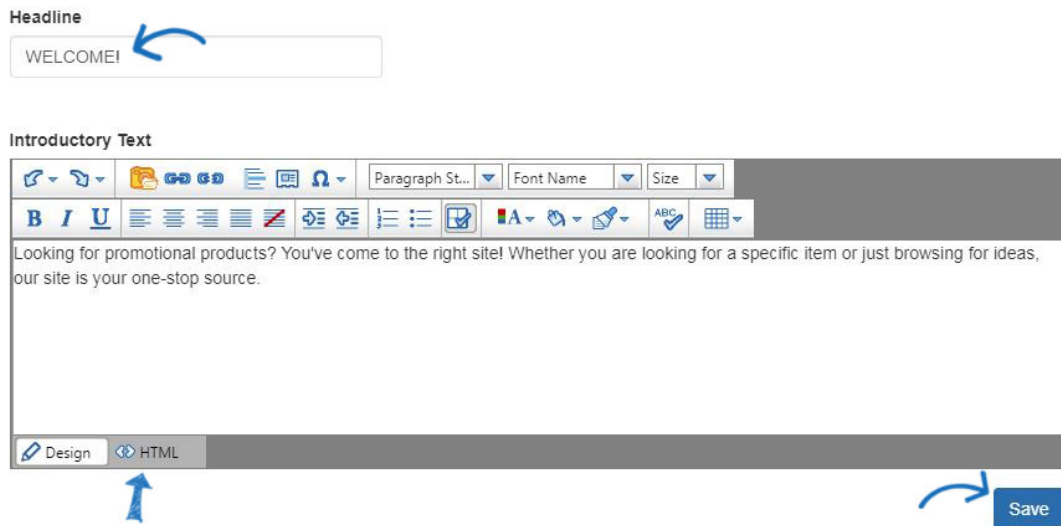 Headline
WELCOME!
Introductory Text
Paragraph St... Font Name Size
B I U A ABC
Looking for promotional products? You've come to the right site! Whether you are looking for a specific item or just browsing for ideas,
our site is your one-stop source.
Design HTML
Save